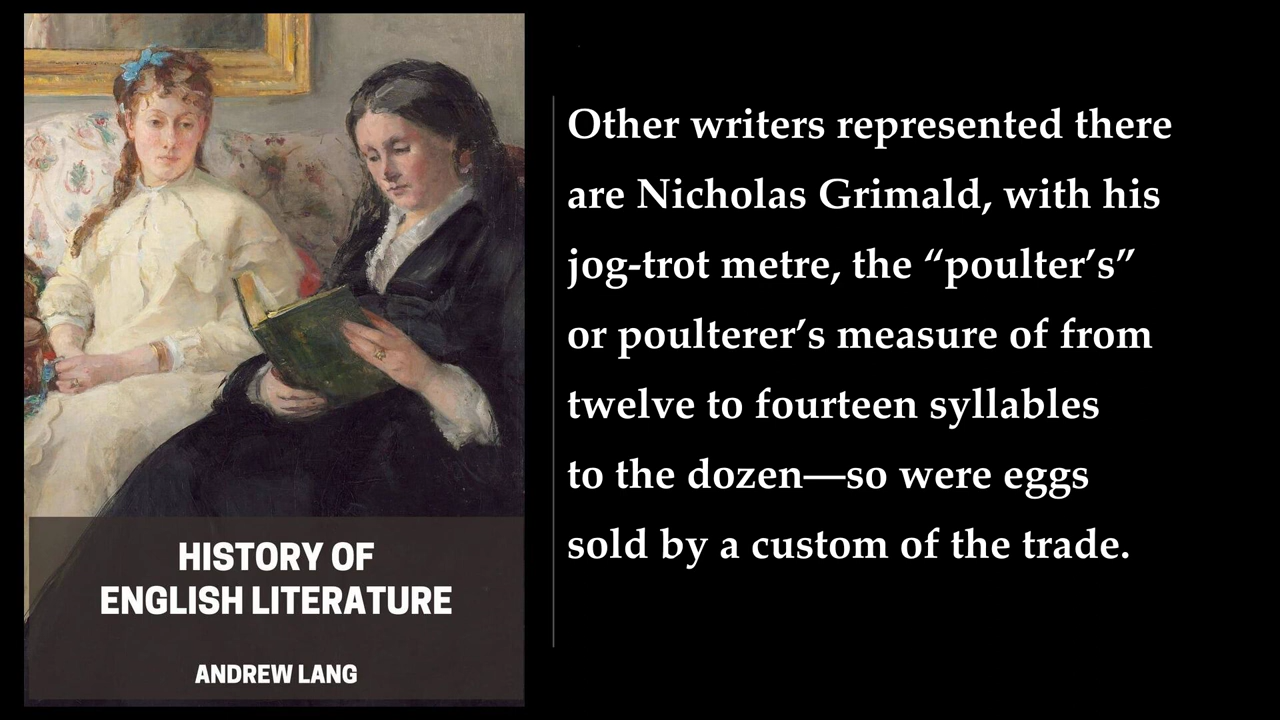 HISTORY OF
ENGLISH LITERATURE
ANDREW LANG
Other writers represented there
are Nicholas Grimald, with his
jog-trot metre, the “poulter’s”
or poulterer’s measure of from
twelve to fourteen syllables
to the dozen—so were eggs
sold by a custom of the trade.